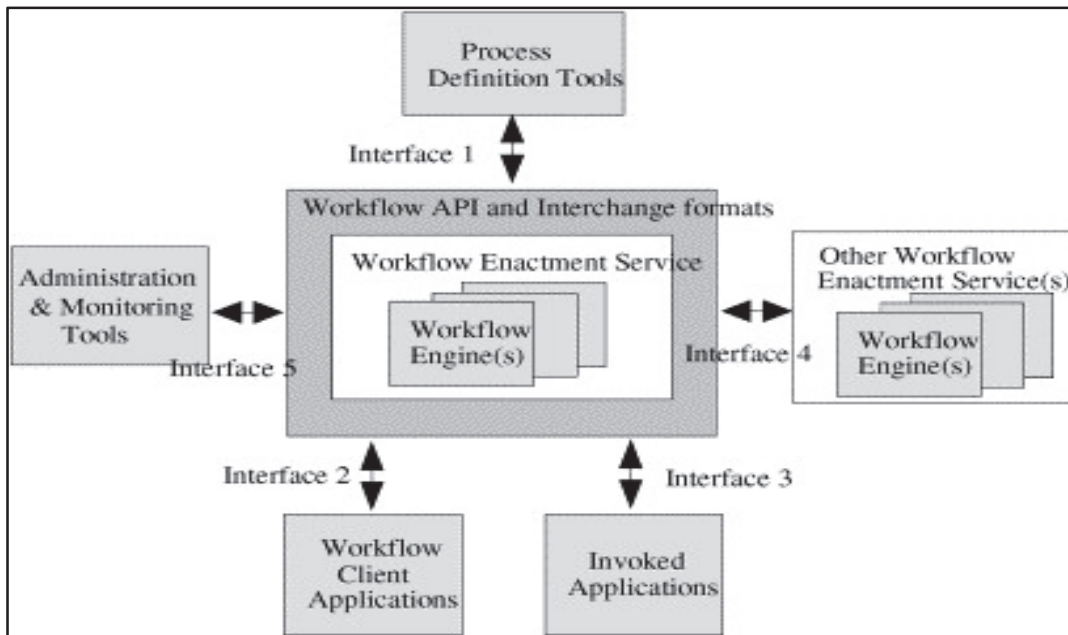 Process
Definition Tools
Interface 1
Workflow API and Interchange formats
Workflow Enactment Service
Workflow
Engine(s)
Administration
& Monitoring
Tools
Interface 5
Other Workflow
Enactment Service(s)
Workflow
Engine(s)
Interface 4
Interface 2
Interface 3
Workflow
Client
Applications
Invoked
Applications